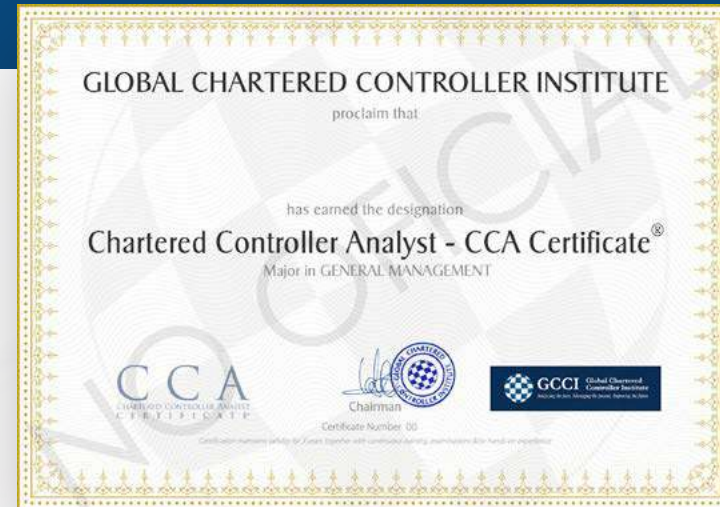 GLOBAL CHARTERED CONTROLLER INSTITUTE
proclaim that
has earned the designation
Chartered Controller Analyst - CCA Certificate®
Major in GENERAL MANAGEMENT
CCA
CHARTERED CONTROLLER ANALYST
CERTIFICATE
GLOBAL CHARTERED CONTROLLER INSTITUTE
Chairman
Certificate Number 00
GCCI Global Chartered
Controller Institute
NO OFICIAL